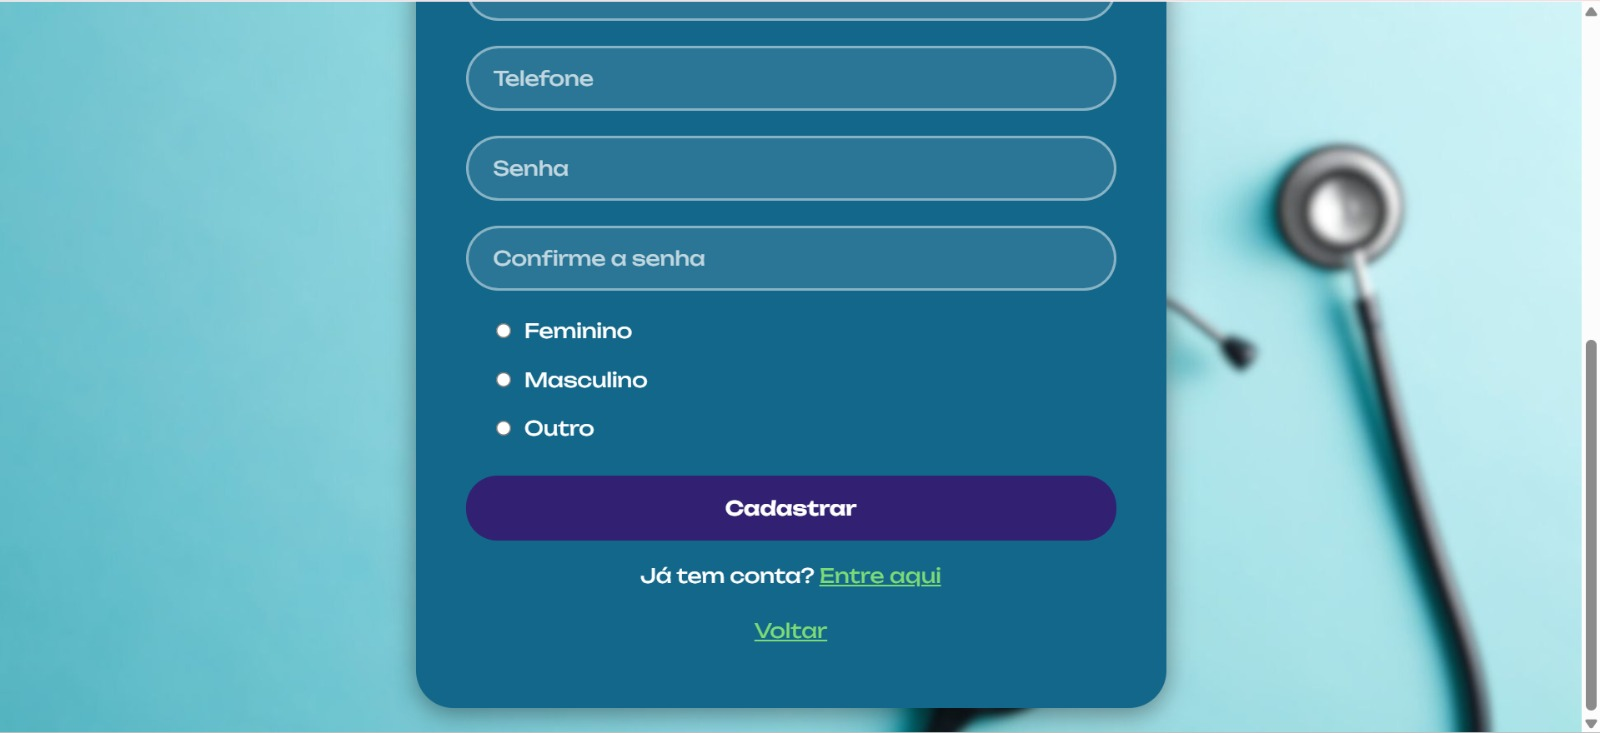 Telefone
Senha
Confirme a senha
Feminino
Masculino
Outro
Cadastrar
Já tem conta? Entre aqui
Voltar